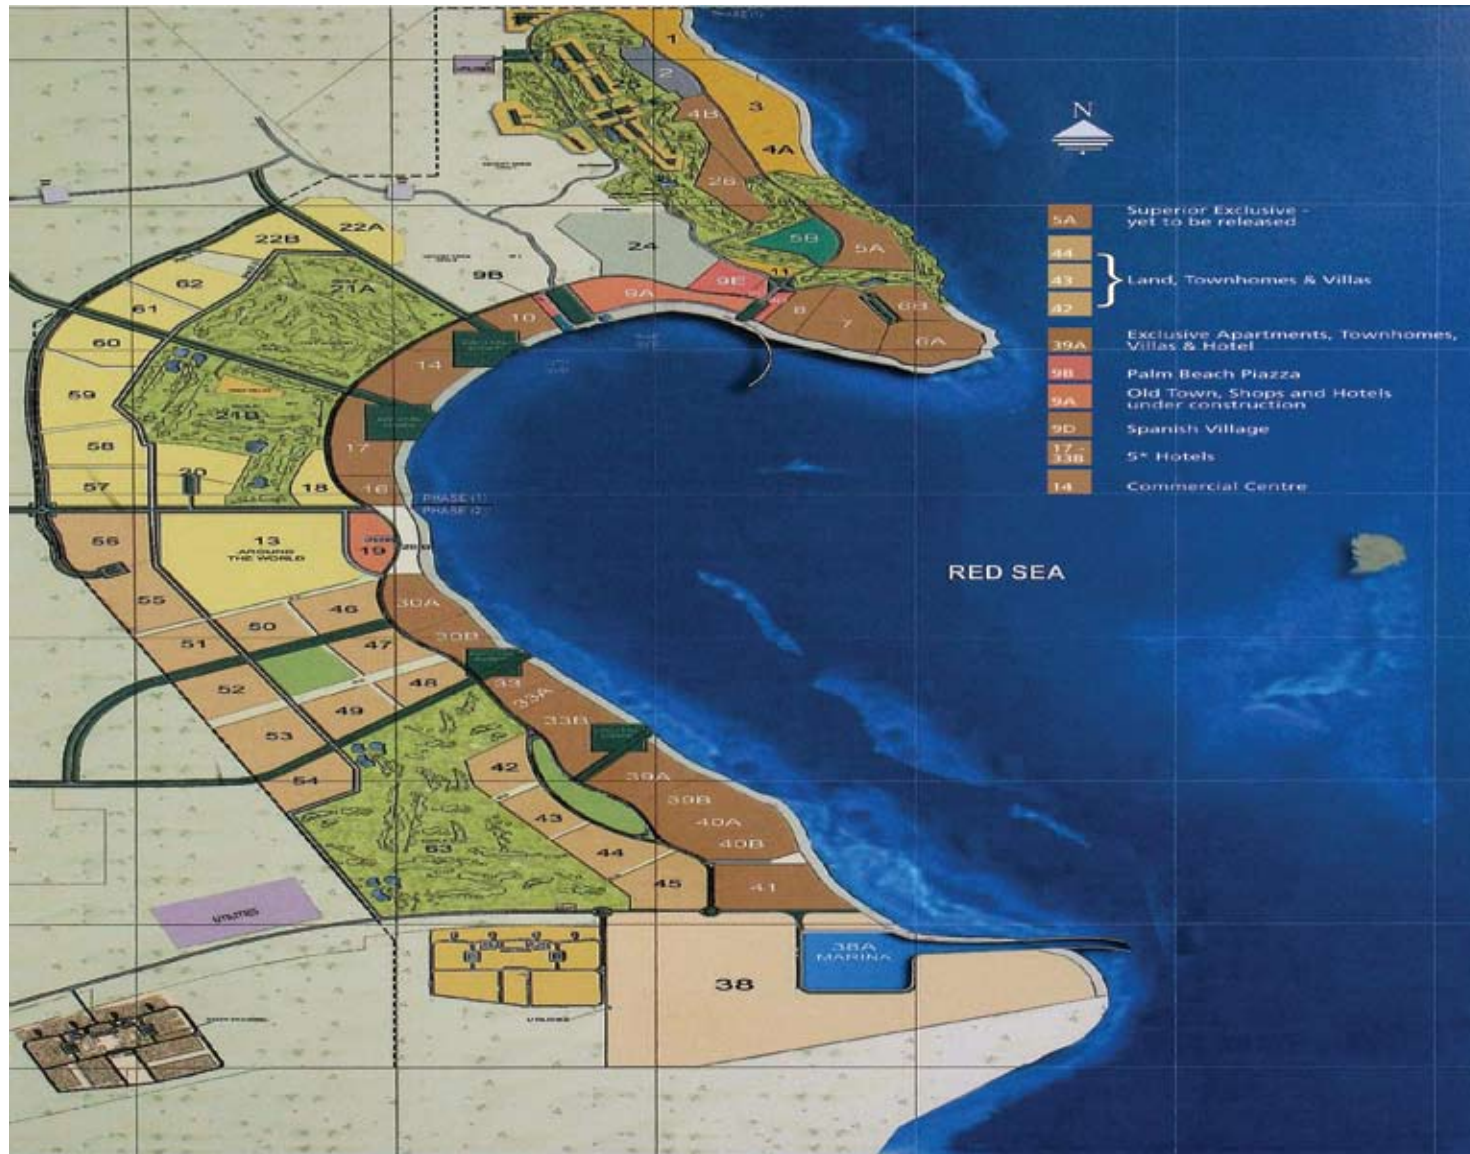 PHASE (1)
1
2
3
4B
4A
26
N
5A
Superior Exclusive -
yet to be released
22A
22B
24
5B
5A
44
43
42
Land, Townhomes & Villas
9B
11
62
21A
9E
9A
61
10
8
7
6B
6A
60
14
39A
Exclusive Apartments, Townhomes,
Villas & Hotel
9B
Palm Beach Piazza
9A
Old Town, Shops and Hotels
under construction
59
21B
9D
Spanish Village
58
17
17 -
33B
5* Hotels
57
20
18
16
14
Commercial Centre
PHASE (1)
PHASE (2)
56
13
AROUND
THE WORLD
19
RED SEA
55
46
30A
50
51
47
30B
52
48
33
33A
49
53
33B
54
42
39A
43
39B
40A
63
44
40B
45
41
UTILITIES
38A
MARINA
38
UTILITIES